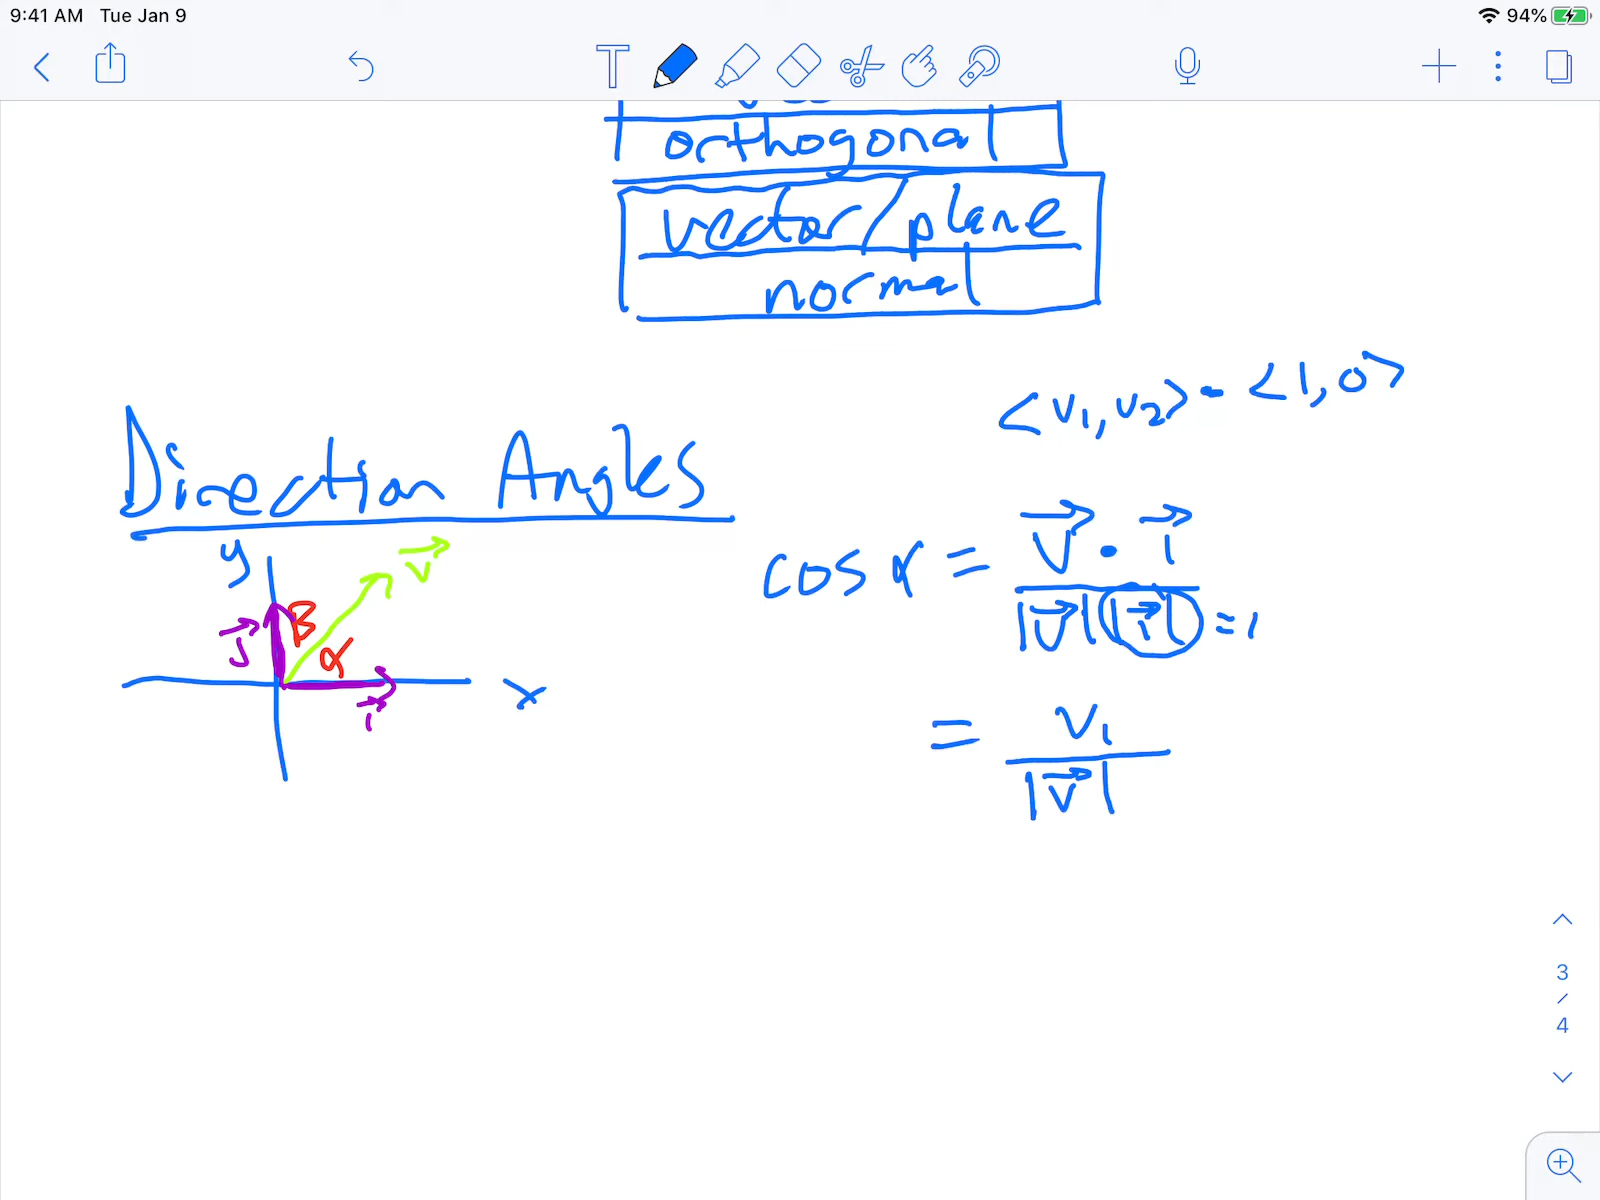 9:41 AM Tue Jan 9 94%
T
orthogonal
vector/plane
normal
<v₁, v₂> · <1, 0>
Direction Angles
y v⃗
j⃗ B α
x
i⃗
cos α = v⃗ · i⃗ / |v⃗| |i⃗| = 1
= v₁ / |v⃗|
3
/
4